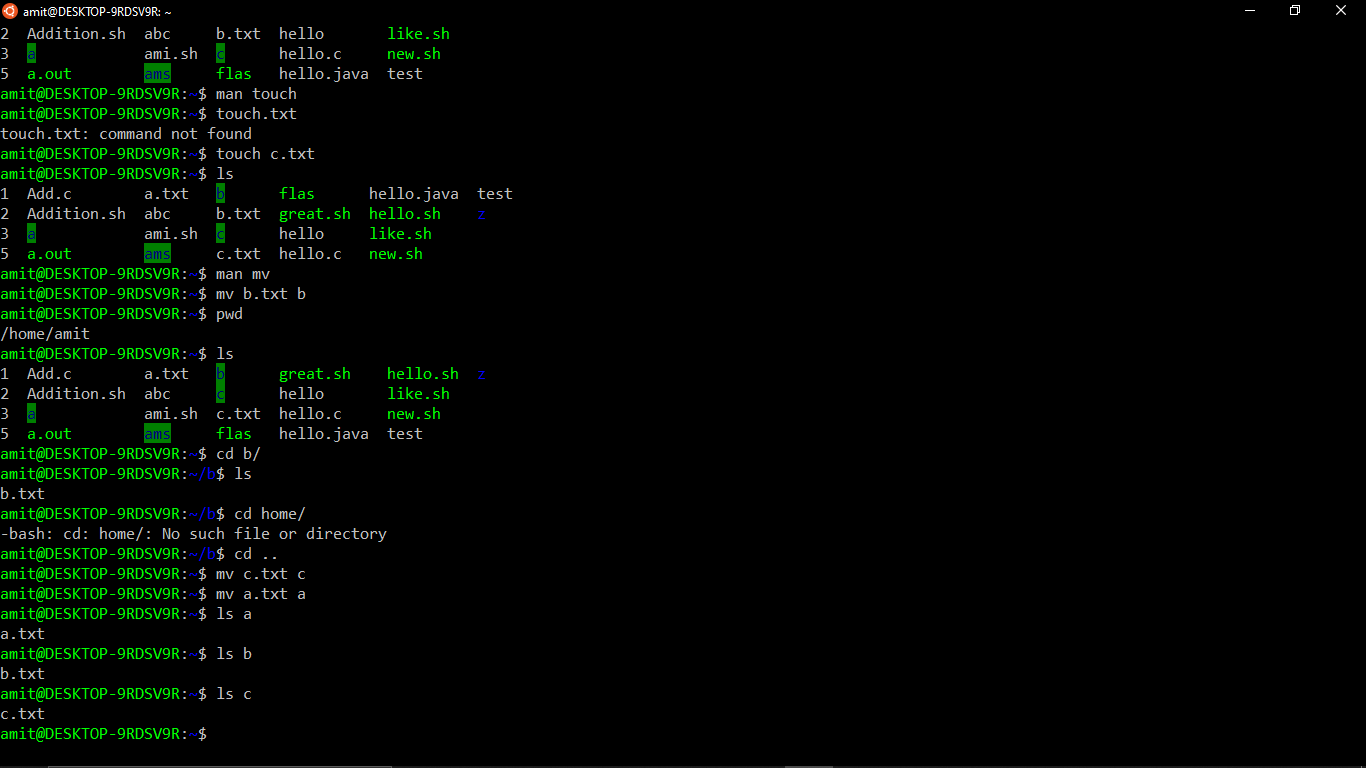 amit@DESKTOP-9RDSV9R: ~
2  Addition.sh  abc     b.txt  hello       like.sh
3  a            ami.sh  c      hello.c     new.sh
5  a.out        ams     flas   hello.java  test
amit@DESKTOP-9RDSV9R:~$ man touch
amit@DESKTOP-9RDSV9R:~$ touch.txt
touch.txt: command not found
amit@DESKTOP-9RDSV9R:~$ touch c.txt
amit@DESKTOP-9RDSV9R:~$ ls
1  Add.c        a.txt   b      flas      hello.java  test
2  Addition.sh  abc     b.txt  great.sh  hello.sh    z
3  a            ami.sh  c      hello     like.sh
5  a.out        ams     c.txt  hello.c   new.sh
amit@DESKTOP-9RDSV9R:~$ man mv
amit@DESKTOP-9RDSV9R:~$ mv b.txt b
amit@DESKTOP-9RDSV9R:~$ pwd
/home/amit
amit@DESKTOP-9RDSV9R:~$ ls
1  Add.c        a.txt   b      great.sh    hello.sh  z
2  Addition.sh  abc     c      hello       like.sh
3  a            ami.sh  c.txt  hello.c     new.sh
5  a.out        ams     flas   hello.java  test
amit@DESKTOP-9RDSV9R:~$ cd b/
amit@DESKTOP-9RDSV9R:~/b$ ls
b.txt
amit@DESKTOP-9RDSV9R:~/b$ cd home/
-bash: cd: home/: No such file or directory
amit@DESKTOP-9RDSV9R:~/b$ cd ..
amit@DESKTOP-9RDSV9R:~$ mv c.txt c
amit@DESKTOP-9RDSV9R:~$ mv a.txt a
amit@DESKTOP-9RDSV9R:~$ ls a
a.txt
amit@DESKTOP-9RDSV9R:~$ ls b
b.txt
amit@DESKTOP-9RDSV9R:~$ ls c
c.txt
amit@DESKTOP-9RDSV9R:~$